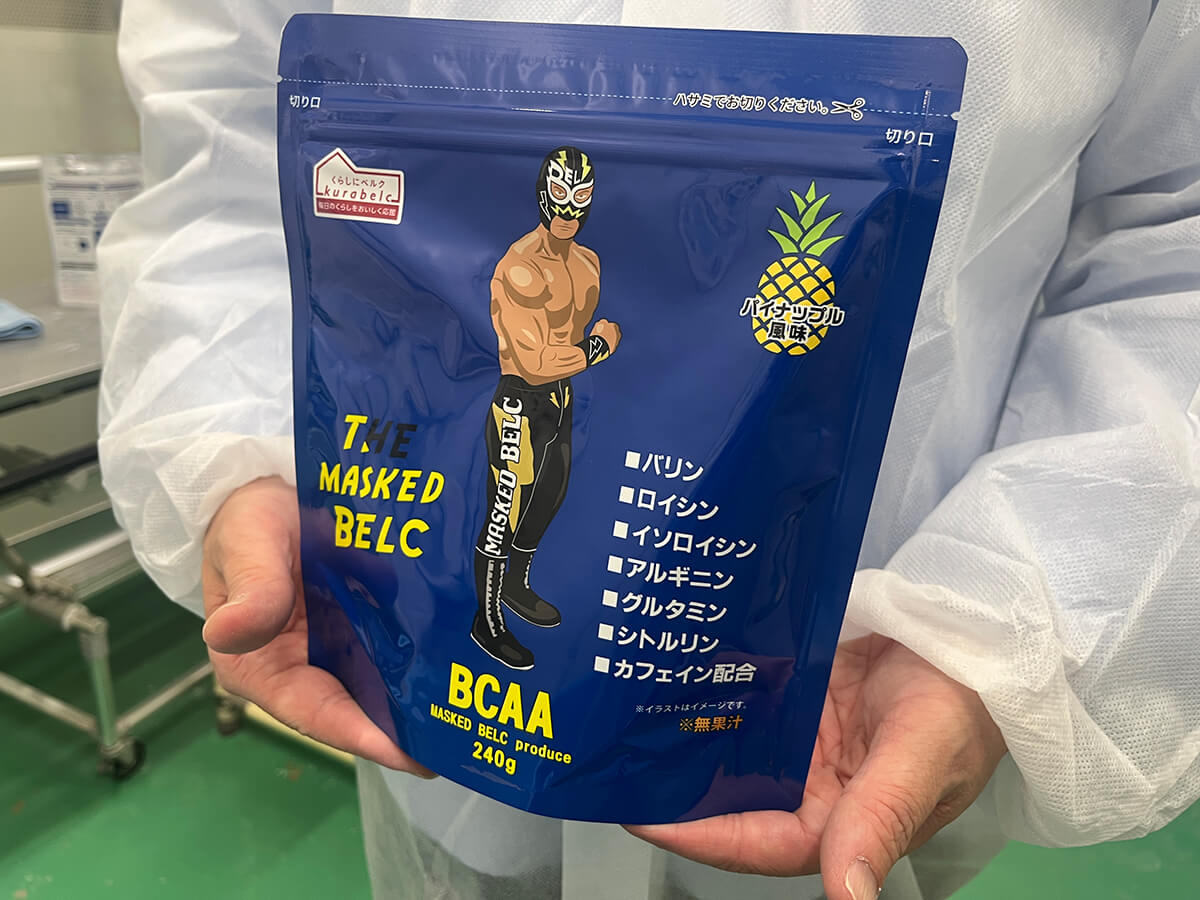 ハサミでお切りください。
切り口
切り口
くらしにベルク
kurabelc
毎日のくらしをおいしく応援
BELC
パイナップル
風味
THE
MASKED
BELC
MASKED BELC
■バリン
■ロイシン
■イソロイシン
■アルギニン
■グルタミン
■シトルリン
■カフェイン配合
BCAA
MASKED BELC produce
240g
※イラストはイメージです。
※無果汁